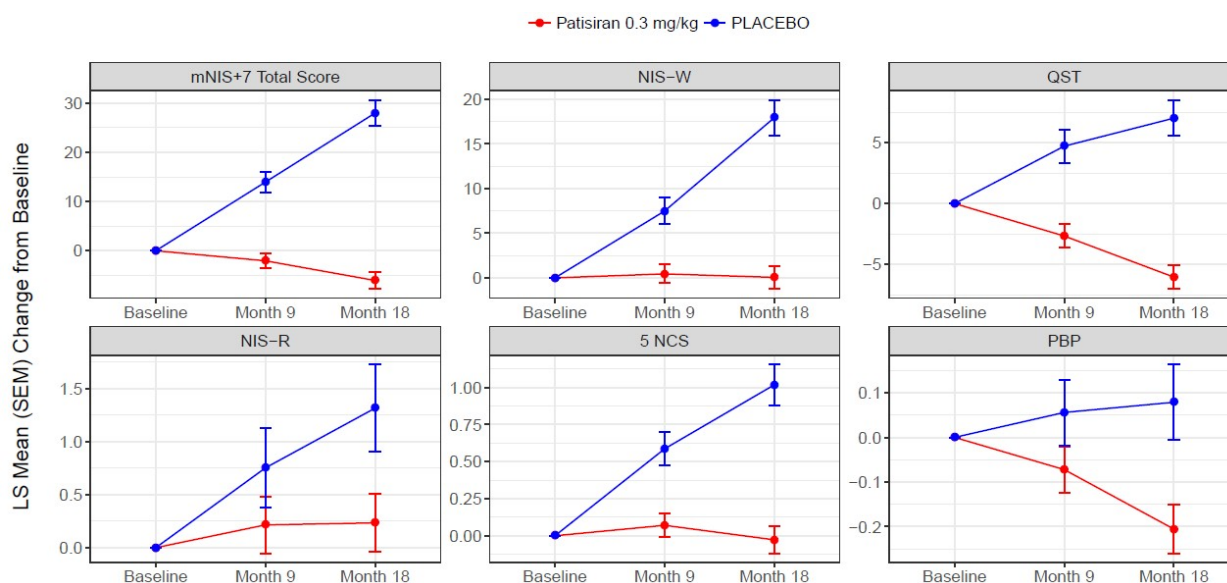 Patisiran 0.3 mg/kg PLACEBO
LS Mean (SEM) Change from Baseline
mNIS+7 Total Score
30
20
10
0
Baseline Month 9 Month 18
NIS−W
20
15
10
5
0
Baseline Month 9 Month 18
QST
5
0
−5
Baseline Month 9 Month 18
NIS−R
1.5
1.0
0.5
0.0
Baseline Month 9 Month 18
5 NCS
1.00
0.75
0.50
0.25
0.00
Baseline Month 9 Month 18
PBP
0.1
0.0
−0.1
−0.2
Baseline Month 9 Month 18